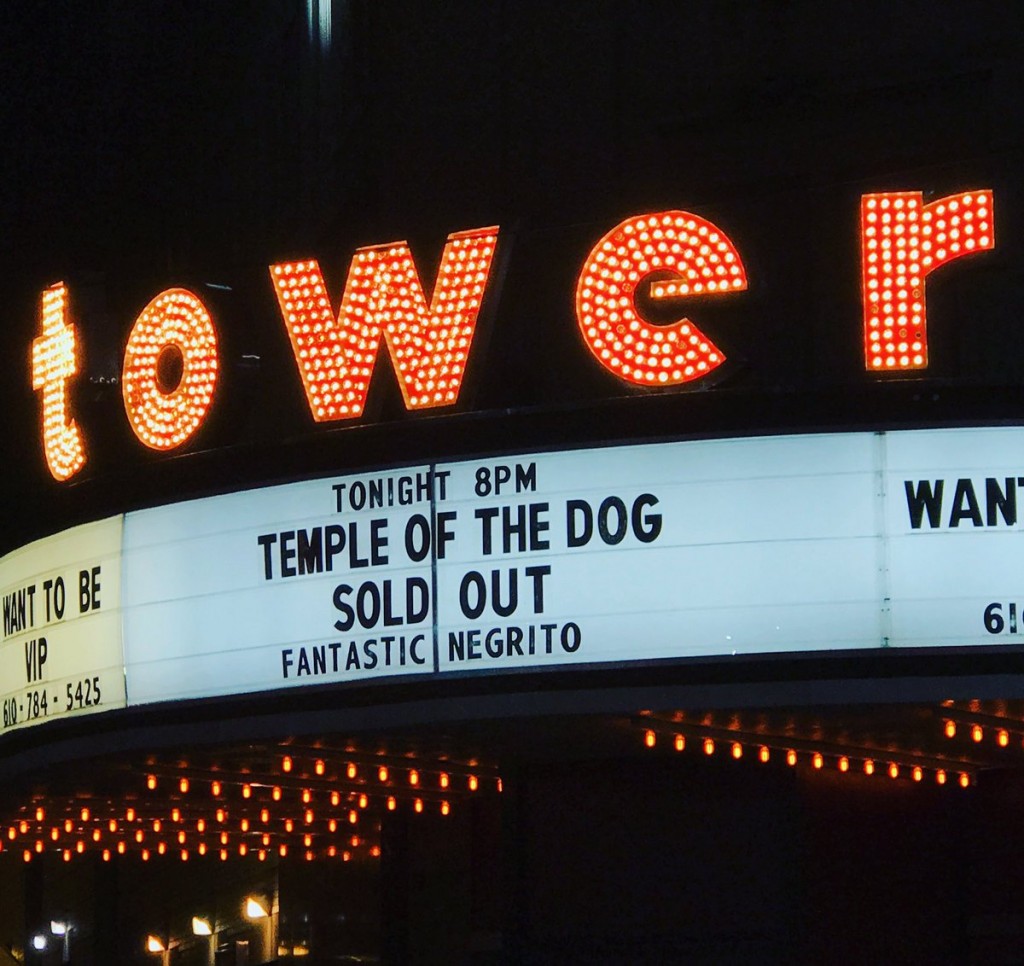 tower
TONIGHT 8PM
TEMPLE OF THE DOG
SOLD OUT
FANTASTIC NEGRITO
WANT TO BE
VIP
610-784-5425
WANT